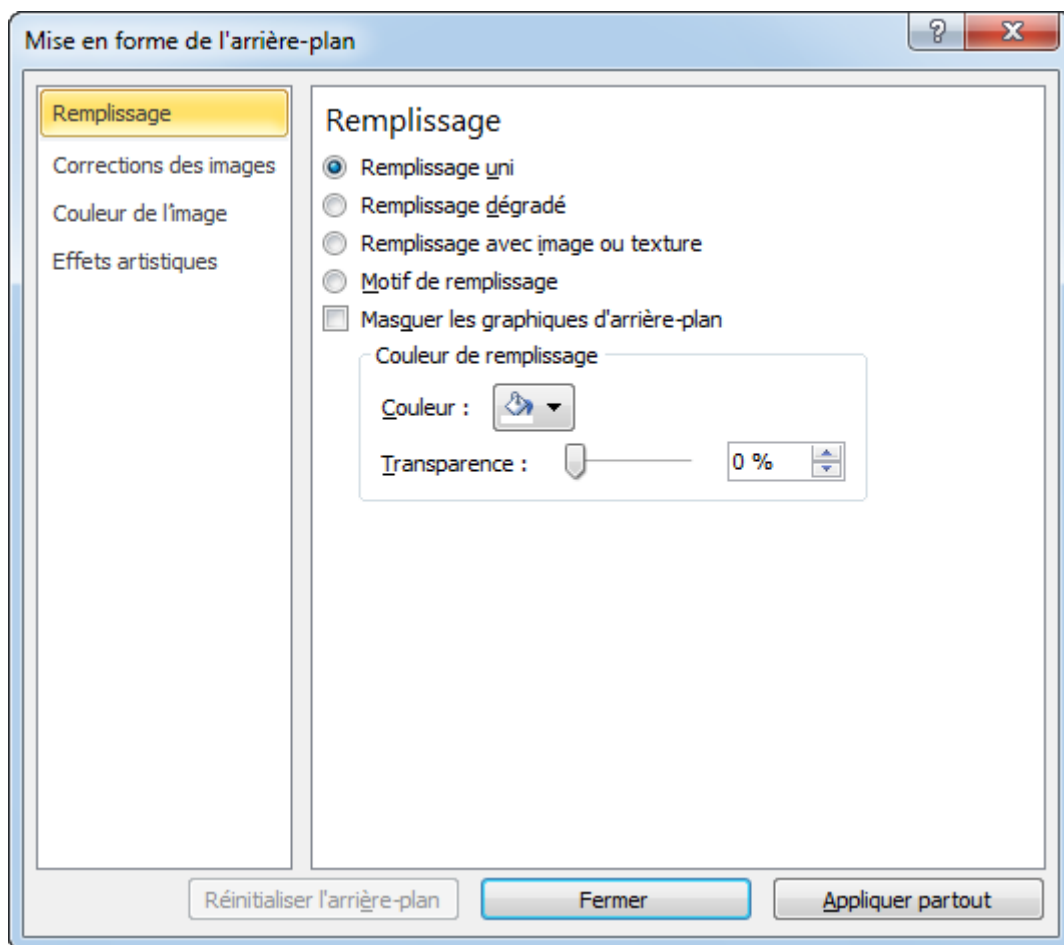 Mise en forme de l'arrière-plan
Remplissage
Corrections des images
Couleur de l'image
Effets artistiques
Remplissage
Remplissage uni
Remplissage dégradé
Remplissage avec image ou texture
Motif de remplissage
Masquer les graphiques d'arrière-plan
Couleur de remplissage
Couleur :
Transparence : 0 %
Réinitialiser l'arrière-plan Fermer Appliquer partout